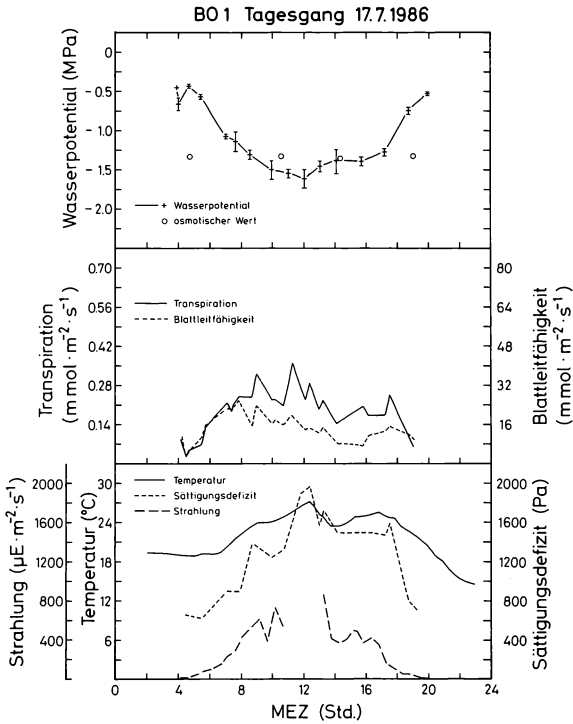 BO 1 Tagesgang 17.7.1986
Wasserpotential (MPa)
0
-0.5
-1.0
-1.5
-2.0
Wasserpotential
osmotischer Wert
Transpiration
(mmol·m⁻²·s⁻¹)
0.70
0.56
0.42
0.28
0.14
Transpiration
Blattleitfähigkeit
80
64
48
32
16
Blattleitfähigkeit
(mmol·m⁻²·s⁻¹)
Strahlung (µE·m⁻²·s⁻¹)
2000
1600
1200
800
400
Temperatur (°C)
30
24
18
12
6
Temperatur
Sättigungsdefizit
Strahlung
2000
1600
1200
800
400
Sättigungsdefizit (Pa)
0 4 8 12 16 20 24
MEZ (Std.)